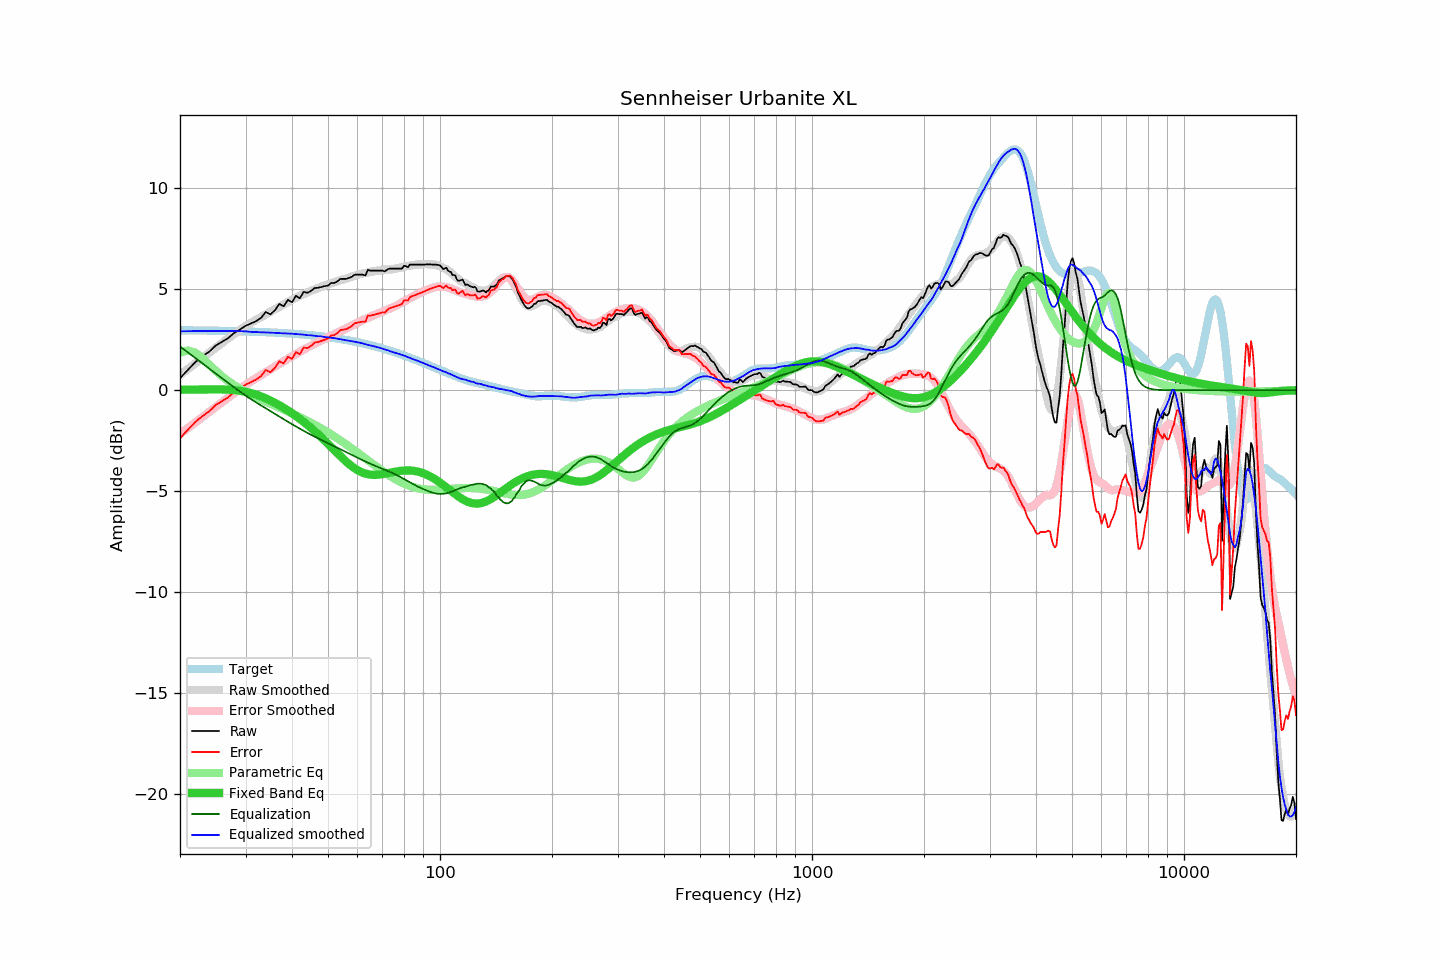 Sennheiser Urbanite XL
Amplitude (dBr)
10
5
0
−5
−10
−15
−20
Target
Raw Smoothed
Error Smoothed
Raw
Error
Parametric Eq
Fixed Band Eq
Equalization
Equalized smoothed
100
1000
10000
Frequency (Hz)